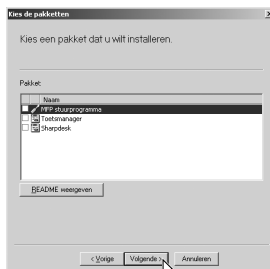 Kies de pakketten
Kies een pakket dat u wilt installeren.
Pakket:
Naam
MFP stuurprogramma
Toetsmanager
Sharpdesk
README weergeven
< Vorige Volgende > Annuleren